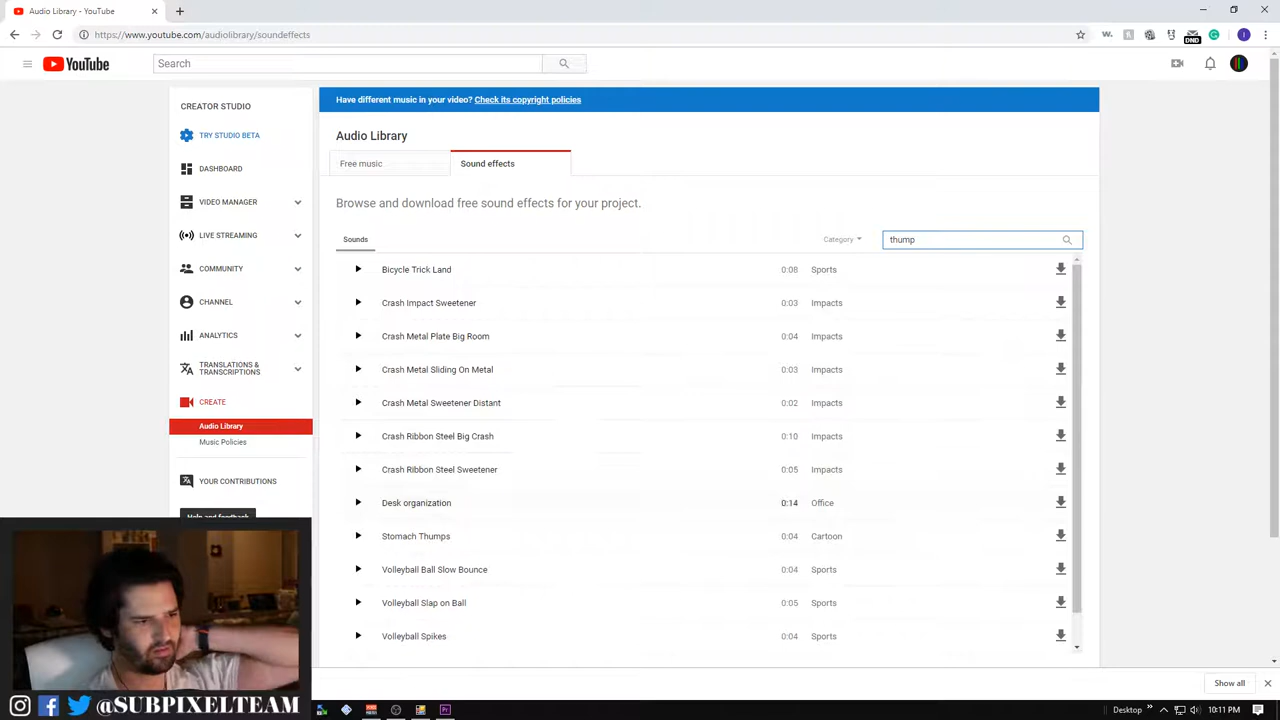 Audio Library - YouTube
https://www.youtube.com/audiolibrary/soundeffects
W.
DND
YouTube
Search
CREATOR STUDIO
TRY STUDIO BETA
DASHBOARD
VIDEO MANAGER
LIVE STREAMING
COMMUNITY
CHANNEL
ANALYTICS
TRANSLATIONS &
TRANSCRIPTIONS
CREATE
Audio Library
Music Policies
YOUR CONTRIBUTIONS
Help and feedback
Have different music in your video? Check its copyright policies
Audio Library
Free music
Sound effects
Browse and download free sound effects for your project.
Sounds
Category
thump
Bicycle Trick Land 0:08 Sports
Crash Impact Sweetener 0:03 Impacts
Crash Metal Plate Big Room 0:04 Impacts
Crash Metal Sliding On Metal 0:03 Impacts
Crash Metal Sweetener Distant 0:02 Impacts
Crash Ribbon Steel Big Crash 0:10 Impacts
Crash Ribbon Steel Sweetener 0:05 Impacts
Desk organization 0:14 Office
Stomach Thumps 0:04 Cartoon
Volleyball Ball Slow Bounce 0:04 Sports
Volleyball Slap on Ball 0:05 Sports
Volleyball Spikes 0:04 Sports
Show all
@SUBPIXELTEAM
Pr
Desktop
10:11 PM